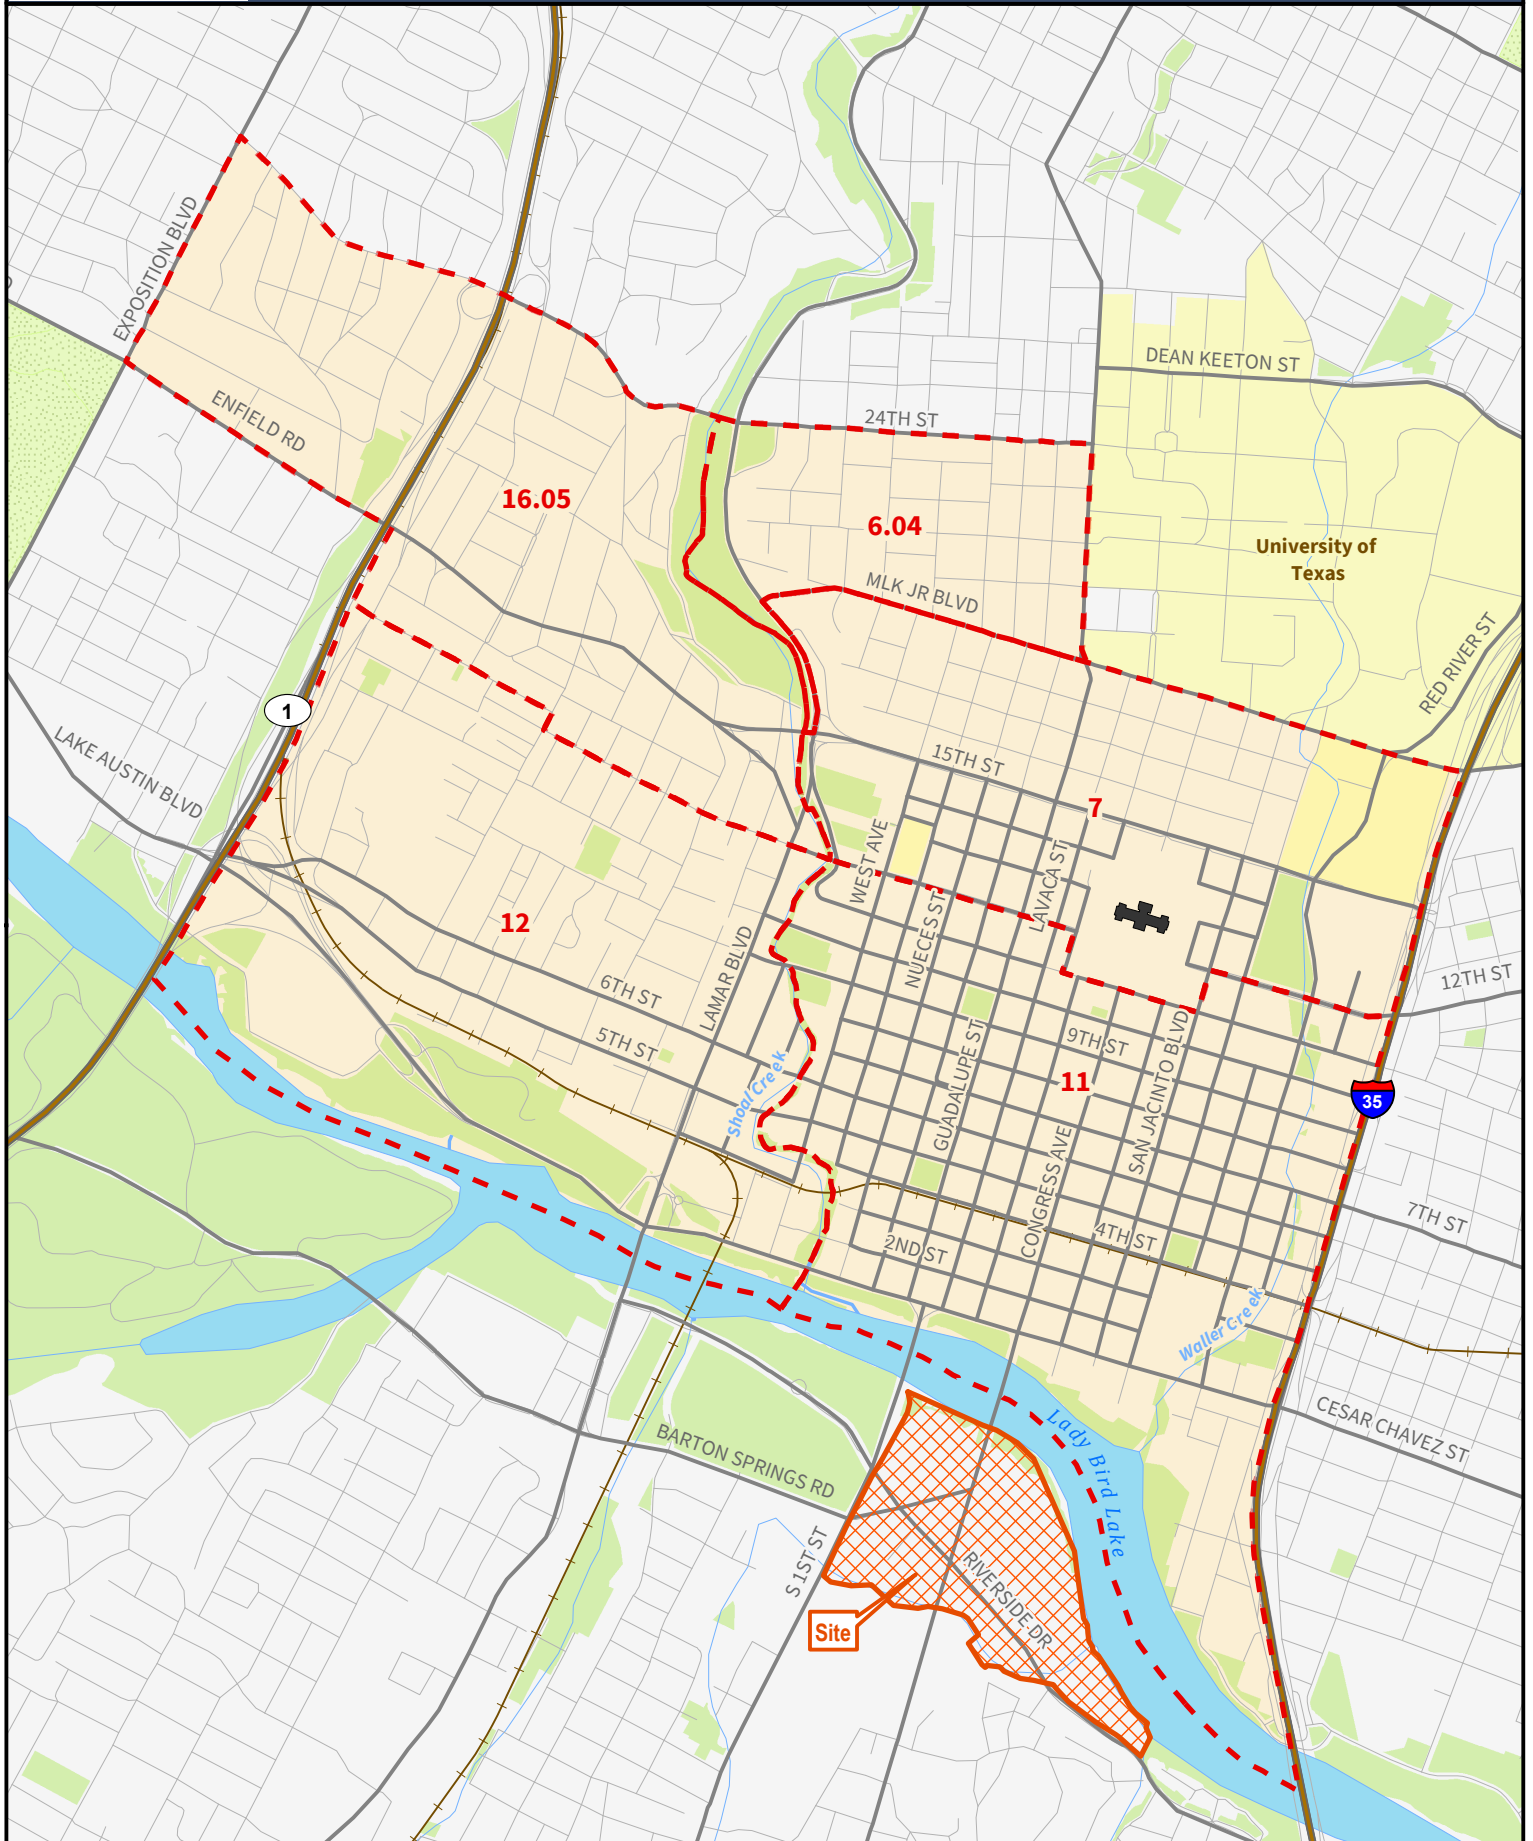 EXPOSITION BLVD
DEAN KEETON ST
24TH ST
ENFIELD RD
16.05
6.04
University of
Texas
MLK JR BLVD
RED RIVER ST
1
LAKE AUSTIN BLVD
15TH ST
7
WEST AVE
LAVACA ST
NUECES ST
12
LAMAR BLVD
12TH ST
6TH ST
5TH ST
9TH ST
GUADALUPE ST
SAN JACINTO BLVD
11
35
Shoal Creek
CONGRESS AVE
7TH ST
4TH ST
2ND ST
Waller Creek
CESAR CHAVEZ ST
Lady Bird Lake
BARTON SPRINGS RD
S 1ST ST
RIVERSIDE DR
Site